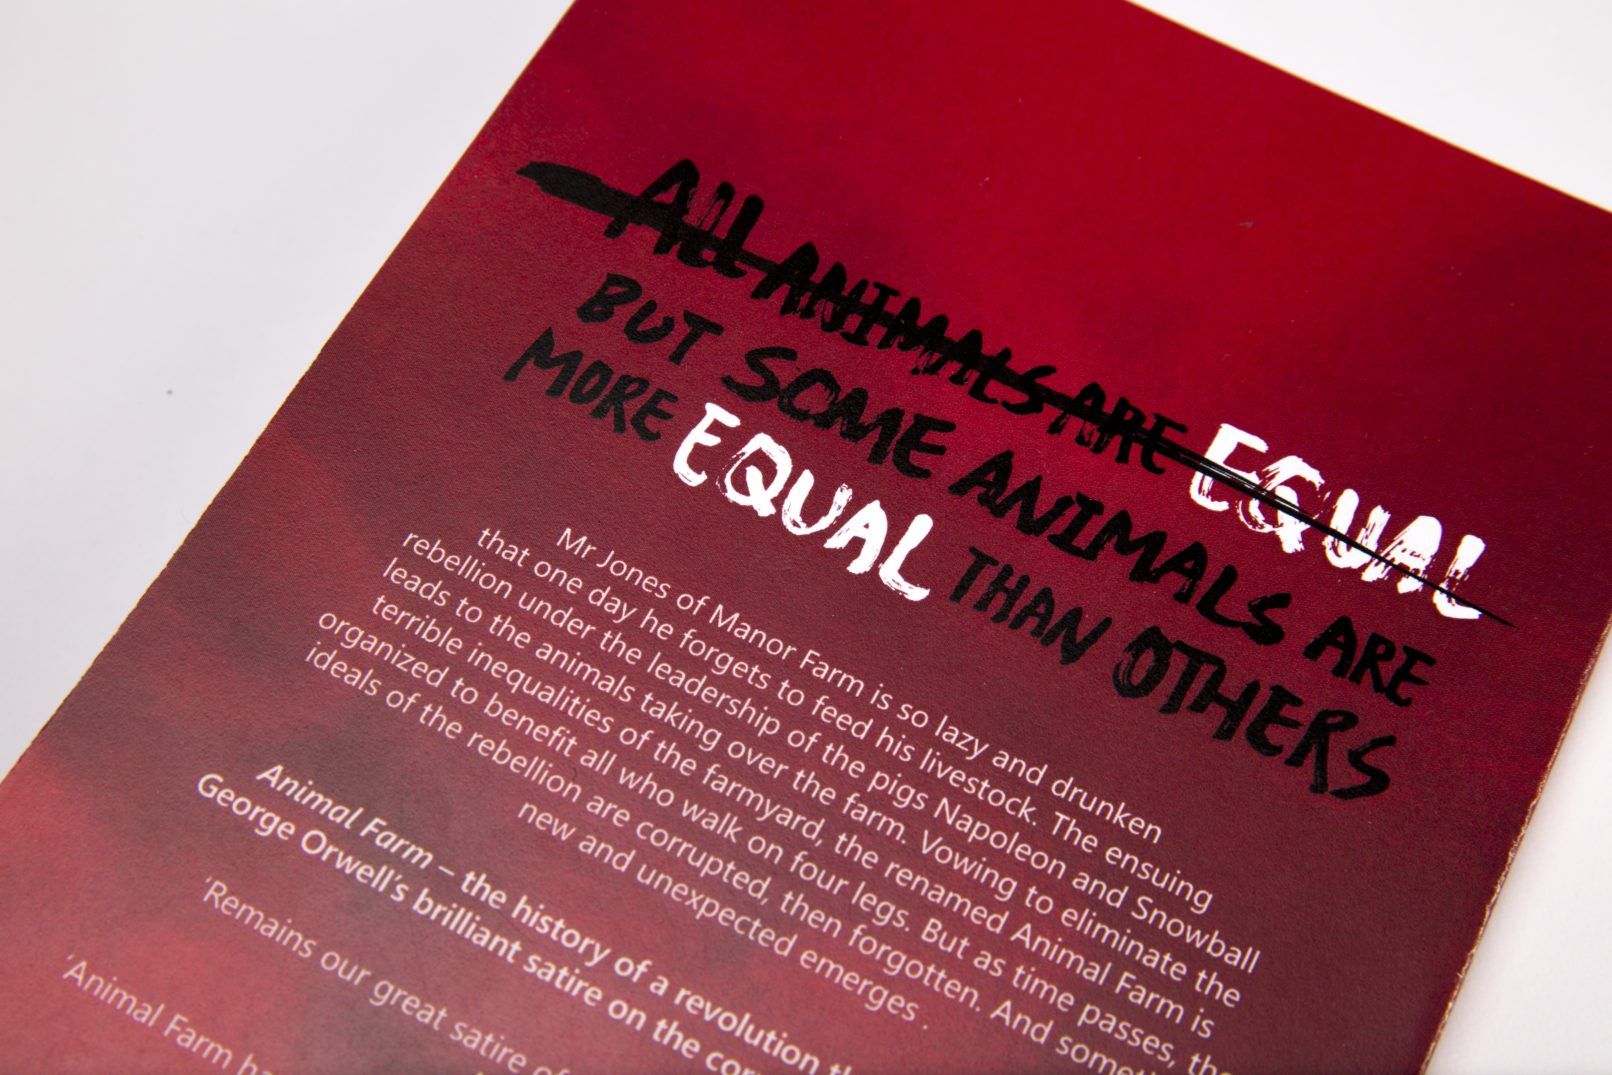 ALL ANIMALS ARE EQUAL
BUT SOME ANIMALS ARE
MORE EQUAL THAN OTHERS
Mr Jones of Manor Farm is so lazy and drunken
that one day he forgets to feed his livestock. The ensuing
rebellion under the leadership of the pigs Napoleon and Snowball
leads to the animals taking over the farm. Vowing to eliminate the
terrible inequalities of the farmyard, the renamed Animal Farm is
organized to benefit all who walk on four legs. But as time passes, the
ideals of the rebellion are corrupted, then forgotten. And
new and unexpected emerges .
Animal Farm – the history of a revolution
George Orwell's brilliant satire on the
'Remains our great satire
'Animal Farm